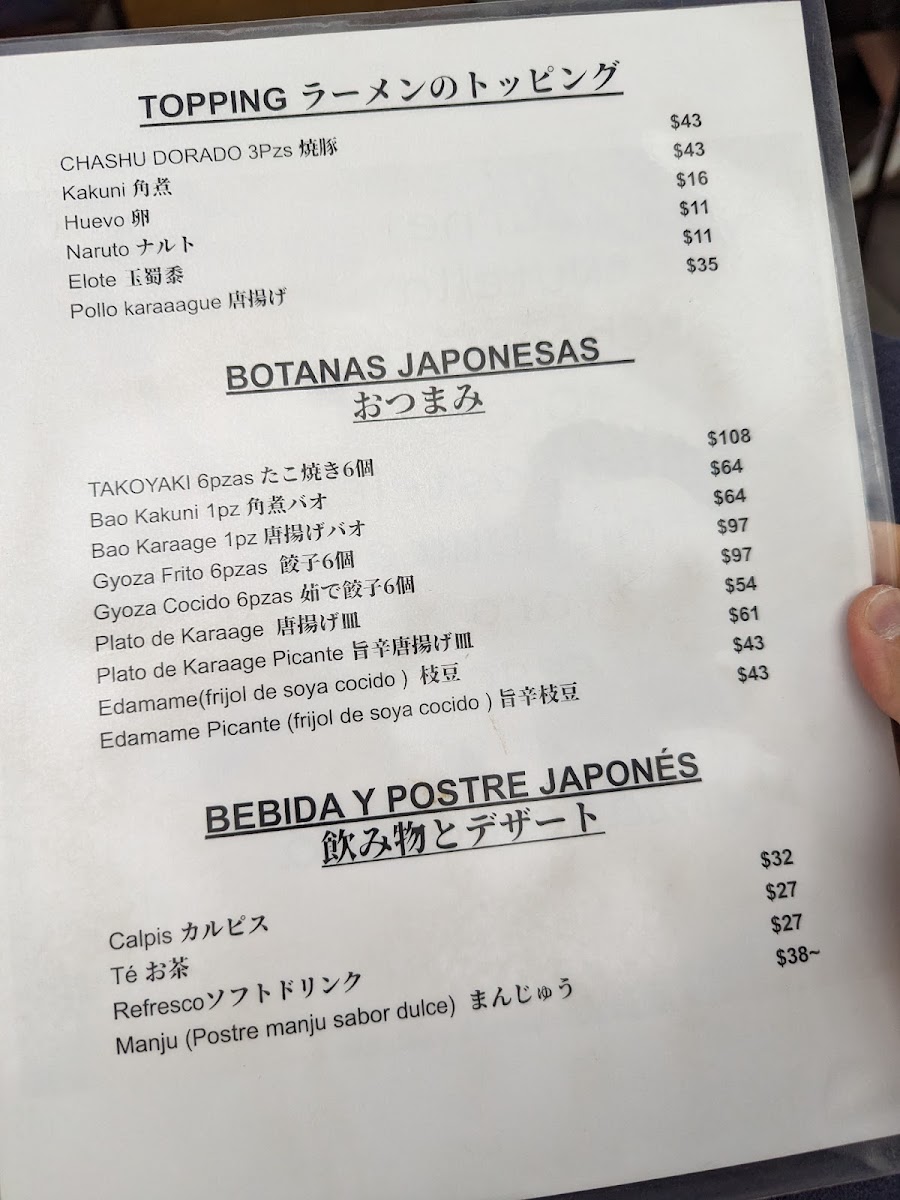 TOPPING ラーメンのトッピング
CHASHU DORADO 3Pzs 焼豚 $43
Kakuni 角煮 $43
Huevo 卵 $16
Naruto ナルト $11
Elote 玉蜀黍 $11
Pollo karaaague 唐揚げ $35
BOTANAS JAPONESAS
おつまみ
TAKOYAKI 6pzas たこ焼き6個 $108
Bao Kakuni 1pz 角煮バオ $64
Bao Karaage 1pz 唐揚げバオ $64
Gyoza Frito 6pzas 餃子6個 $97
Gyoza Cocido 6pzas 茹で餃子6個 $97
Plato de Karaage 唐揚げ皿 $54
Plato de Karaage Picante 旨辛唐揚げ皿 $61
Edamame(frijol de soya cocido ) 枝豆 $43
Edamame Picante (frijol de soya cocido ) 旨辛枝豆 $43
BEBIDA Y POSTRE JAPONÉS
飲み物とデザート
Calpis カルピス $32
Té お茶 $27
Refrescoソフトドリンク $27
Manju (Postre manju sabor dulce) まんじゅう $38~